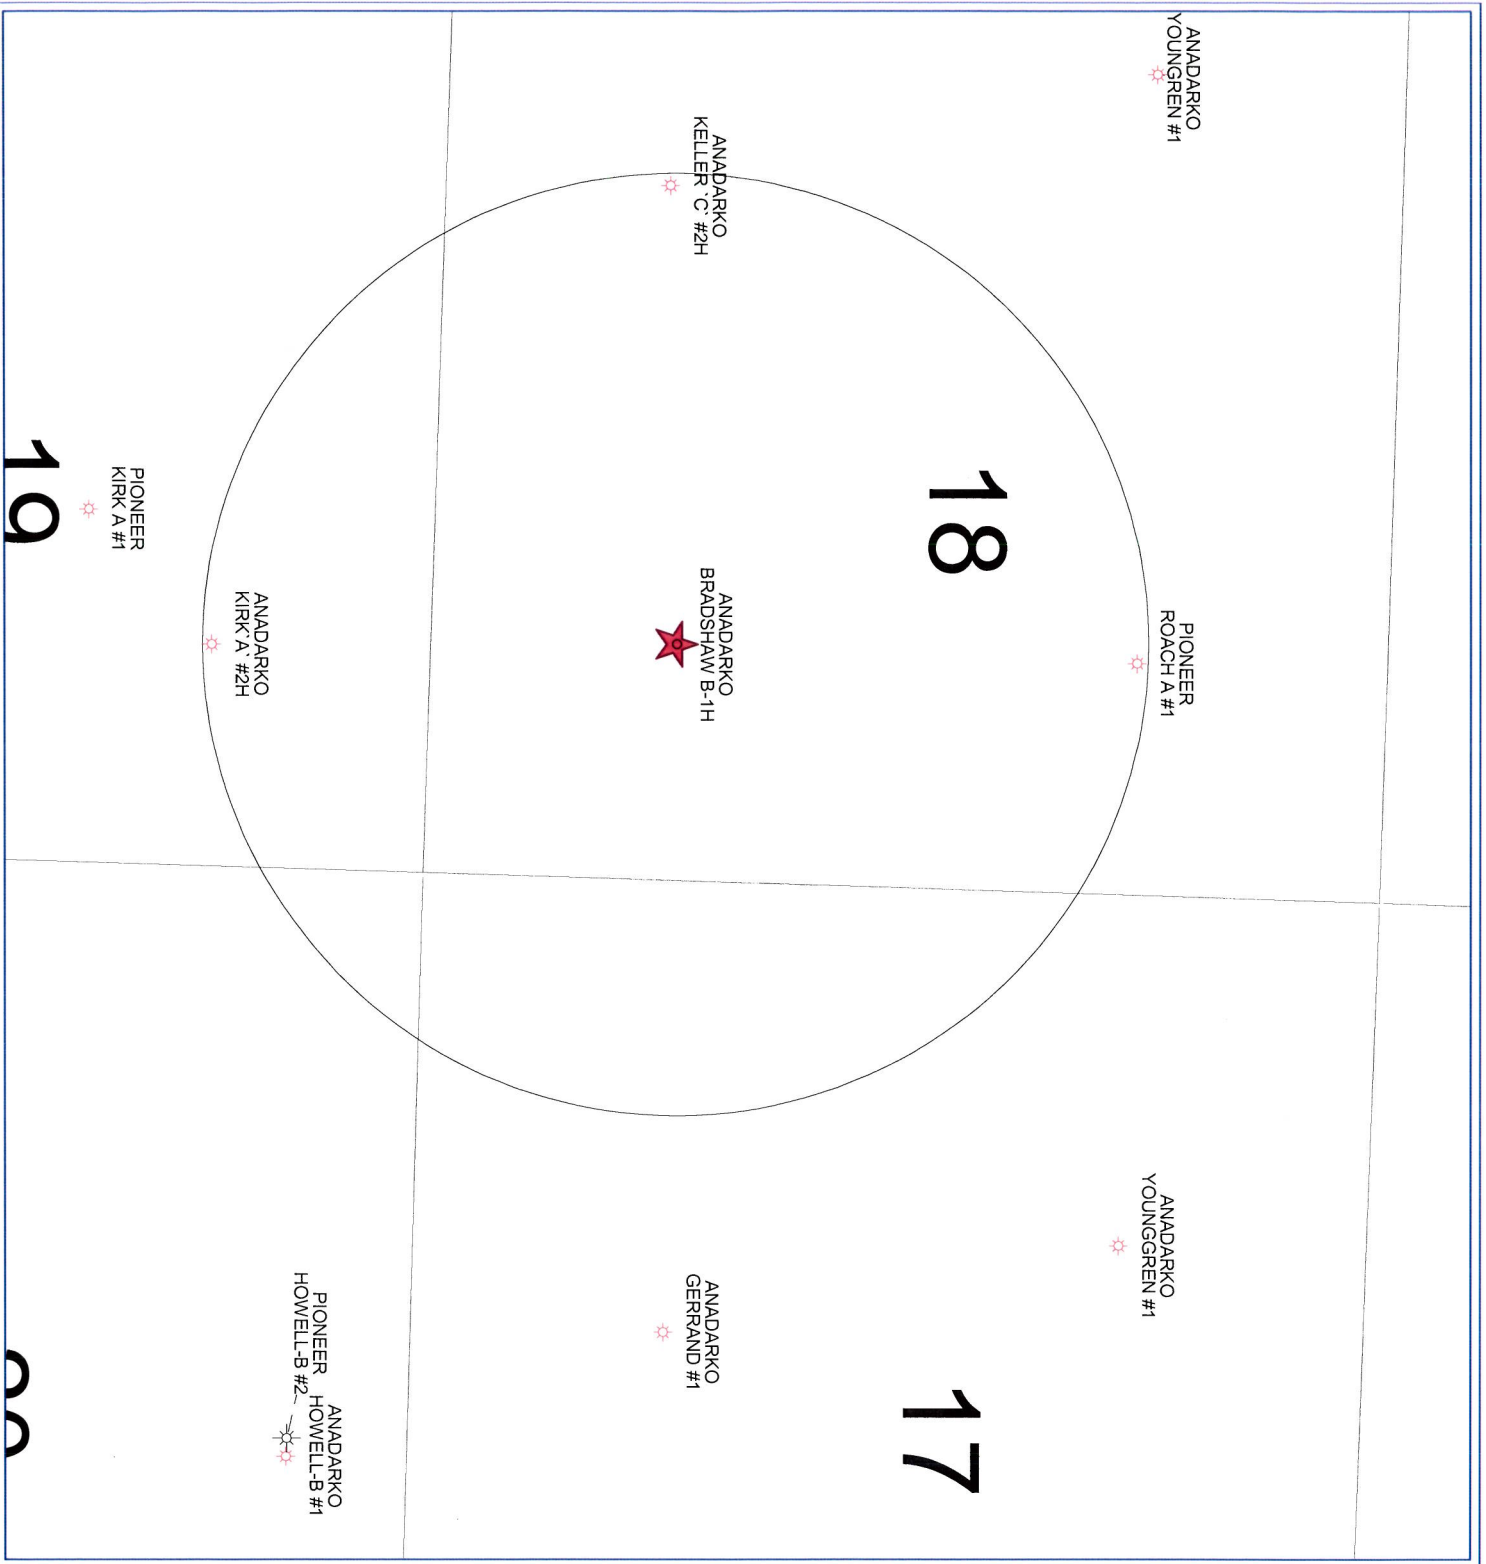 ANADARKO
YOUNGREN #1
PIONEER
ROACH A #1
ANADARKO
YOUNGGREN #1
18
17
ANADARKO
KELLER `C` #2H
ANADARKO
BRADSHAW B-1H
ANADARKO
GERRAND #1
ANADARKO
KIRK`A` #2H
PIONEER
HOWELL-B #2
ANADARKO
HOWELL-B #1
PIONEER
KIRK A #1
19